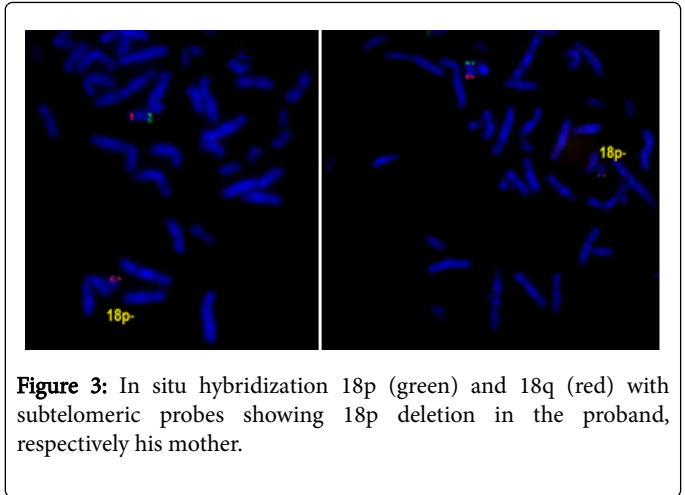 18p-
18p-
Figure 3: In situ hybridization 18p (green) and 18q (red) with
subtelomeric probes showing 18p deletion in the proband,
respectively his mother.